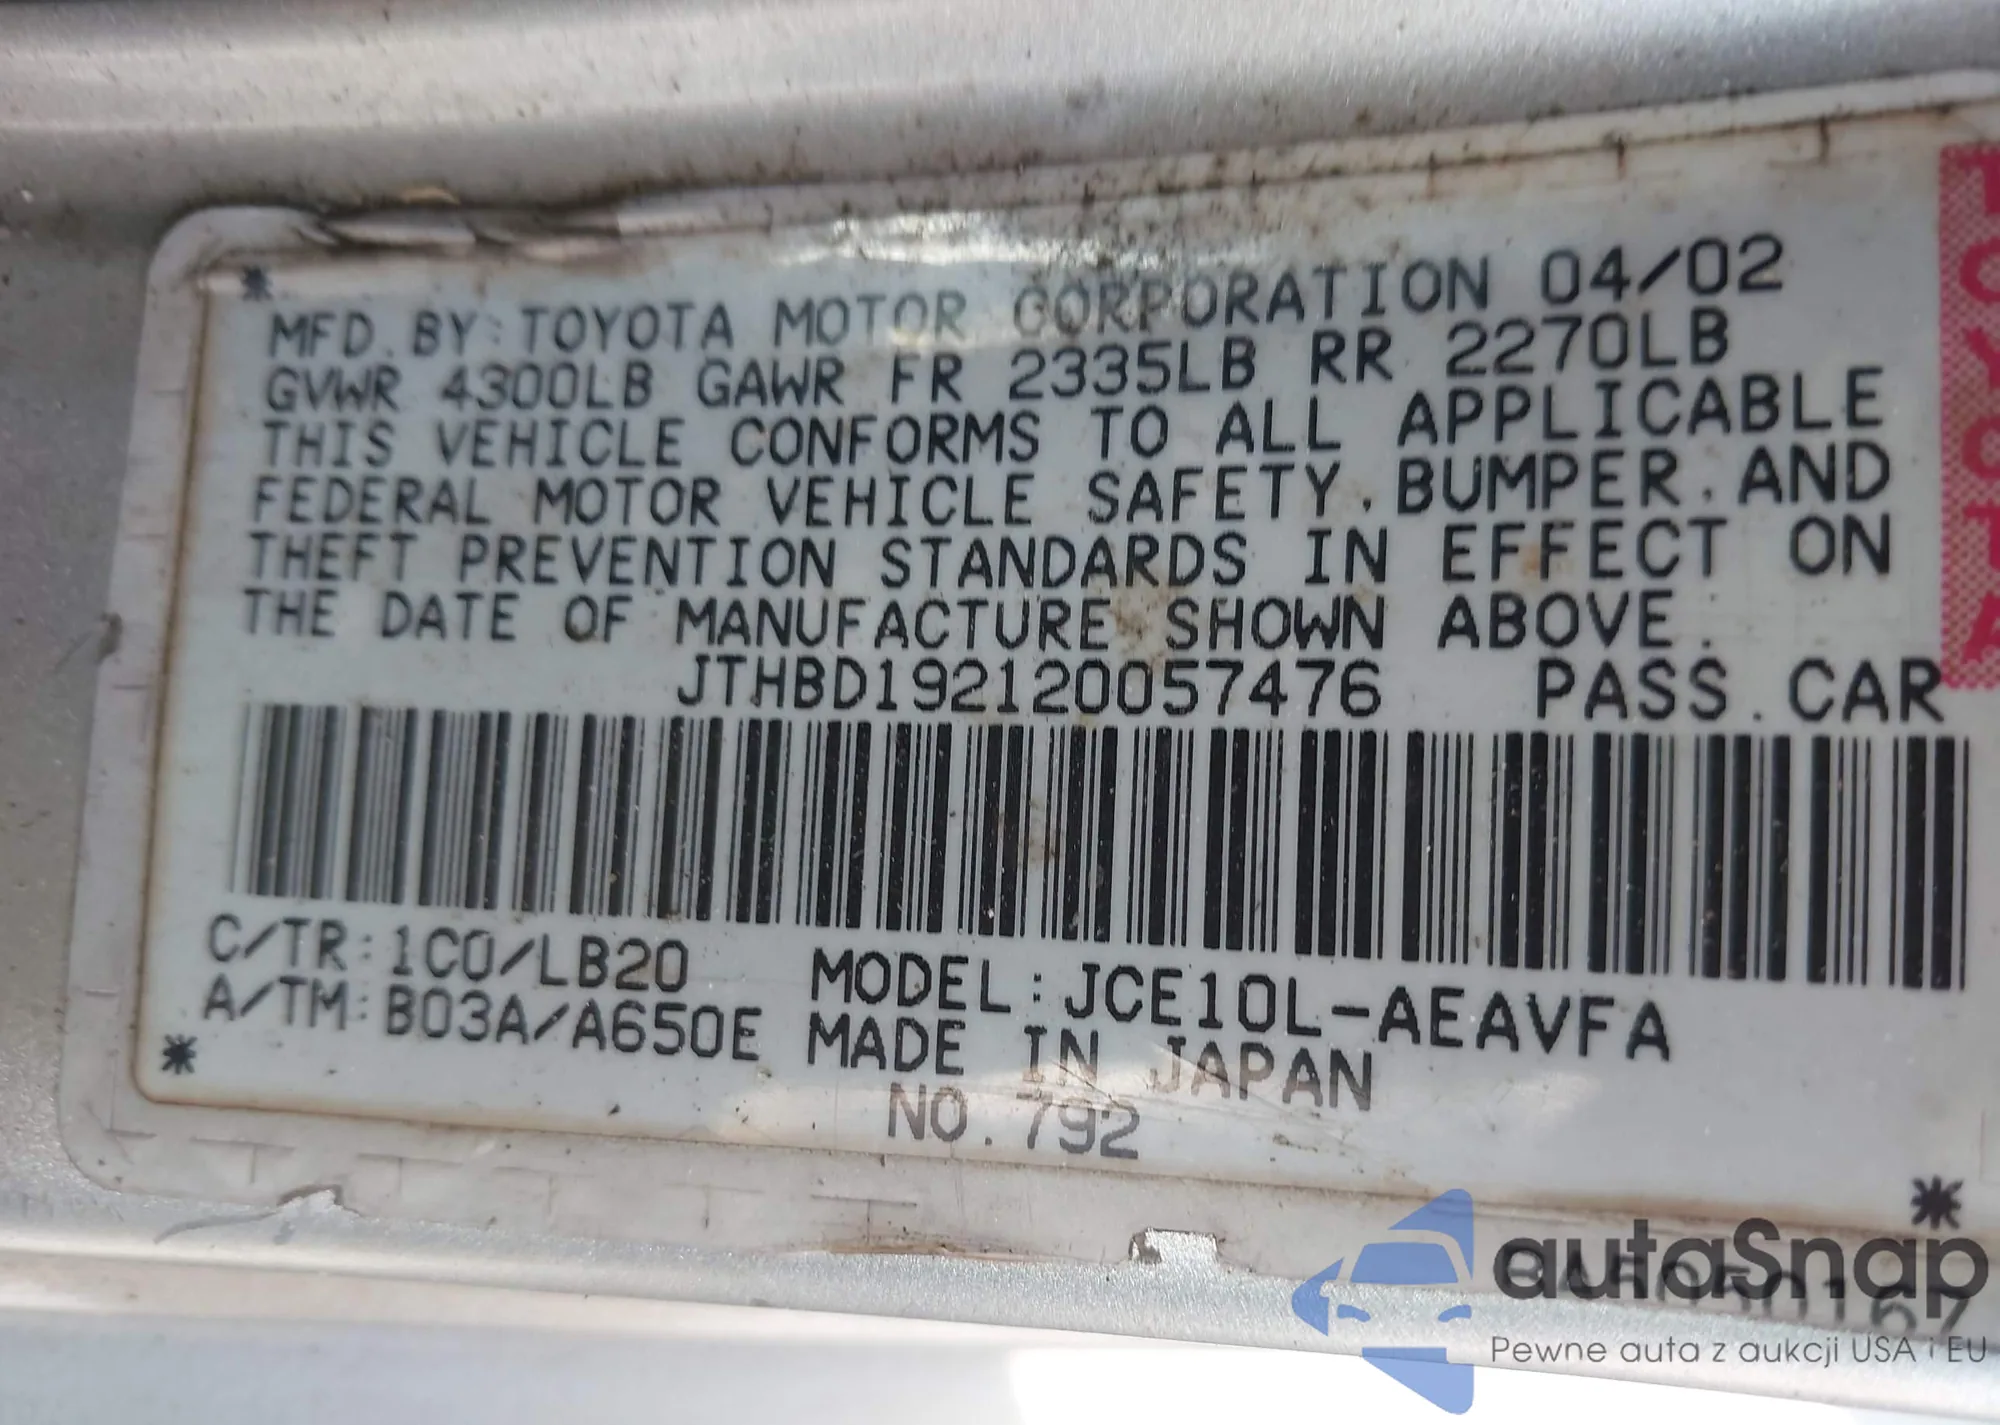 MFD. BY: TOYOTA MOTOR CORPORATION 04/02
GVWR 4300LB GAWR FR 2335LB RR 2270LB
THIS VEHICLE CONFORMS TO ALL APPLICABLE
FEDERAL MOTOR VEHICLE SAFETY, BUMPER, AND
THEFT PREVENTION STANDARDS IN EFFECT ON
THE DATE OF MANUFACTURE SHOWN ABOVE.
JTHBD192120057476 PASS. CAR
C/TR: 1C0/LB20 MODEL: JCE10L-AEAVFA
A/TM: B03A/A650E MADE IN JAPAN
NO. 792
TOYOTA
autaSnap
Pewne auta z aukcji USA i EU